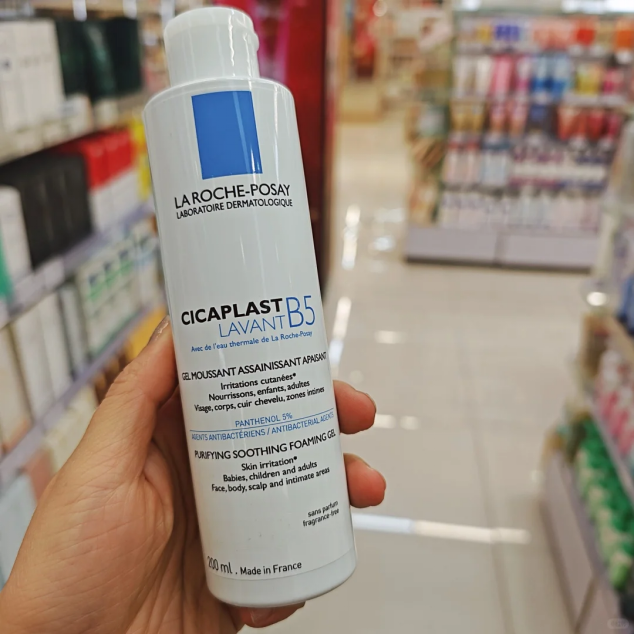 LA ROCHE-POSAY
LABORATOIRE DERMATOLOGIQUE
CICAPLAST
LAVANT B5
Avec de l'eau thermale de La Roche-Posay
GEL MOUSSANT ASSAINISSANT APAISANT
Irritations cutanées*
Nourrissons, enfants, adultes
Visage, corps, cuir chevelu, zones intimes
PANTHENOL 5%
AGENTS ANTIBACTÉRIENS / ANTIBACTERIAL AGENTS
PURIFYING SOOTHING FOAMING GEL
Skin irritation*
Babies, children and adults
Face, body, scalp and intimate areas
sans parfum
fragrance-free
200 ml . Made in France